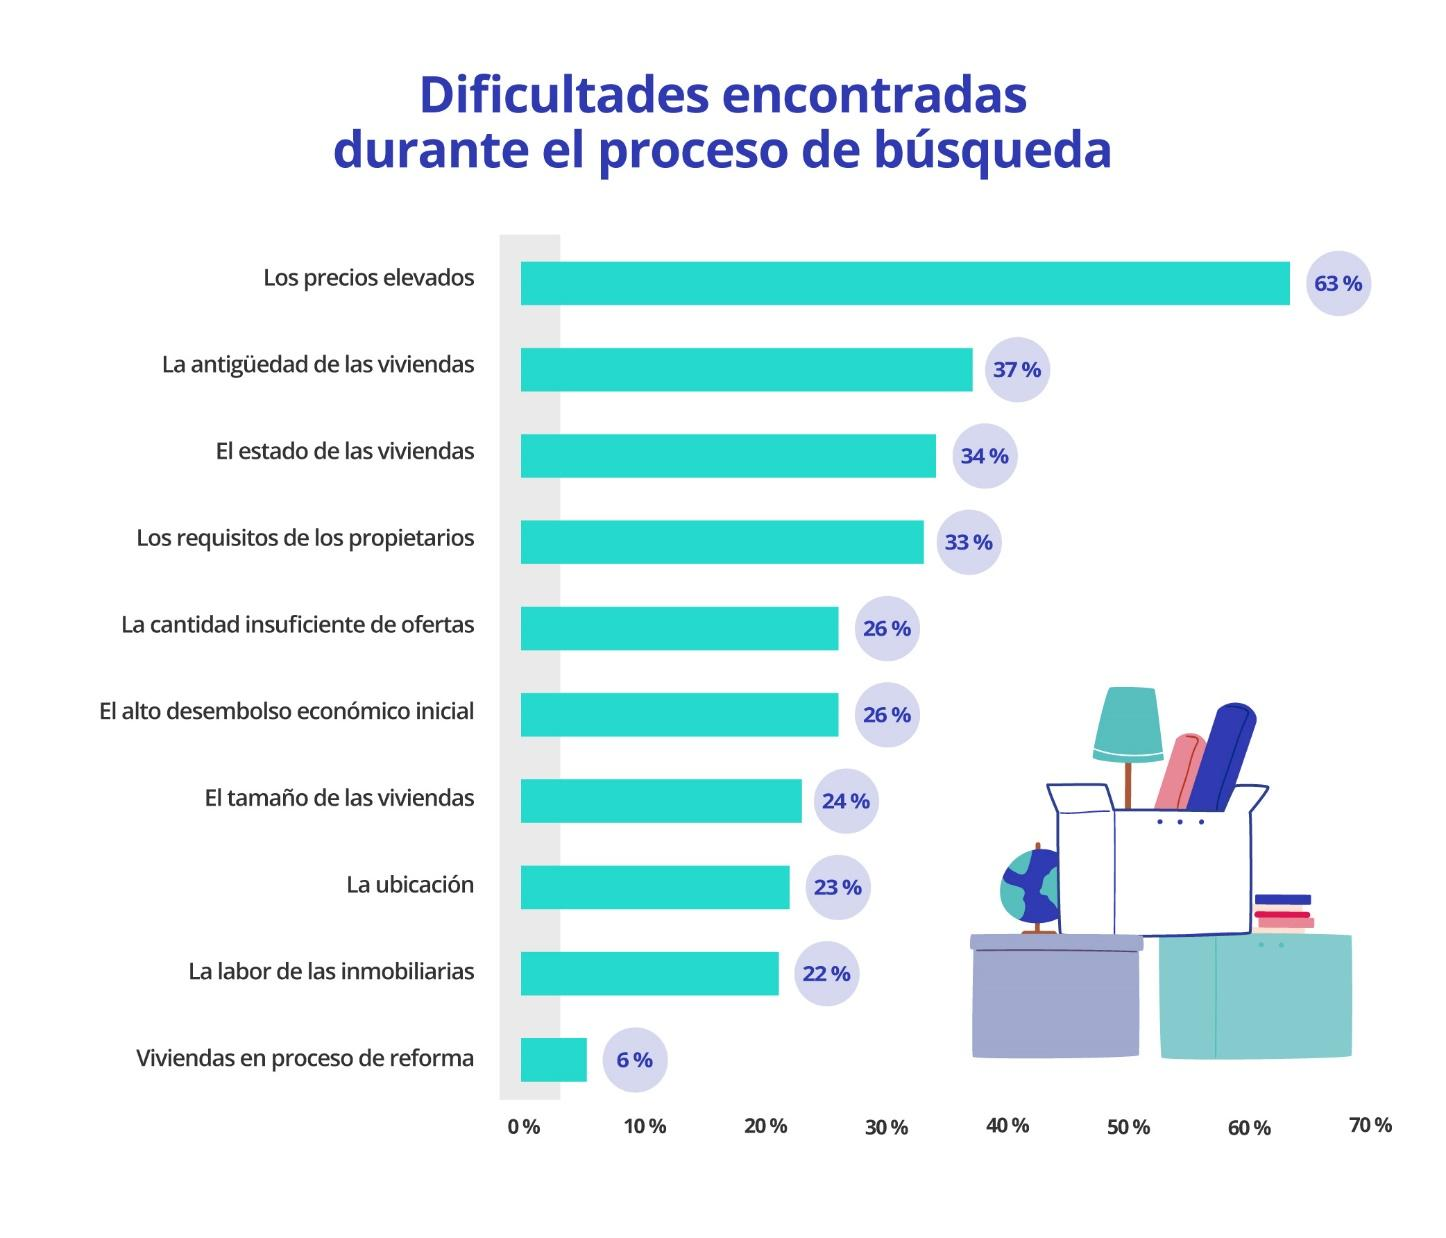 Dificultades encontradas
durante el proceso de búsqueda
Los precios elevados
63 %
La antigüedad de las viviendas
37 %
El estado de las viviendas
34 %
Los requisitos de los propietarios
33 %
La cantidad insuficiente de ofertas
26 %
El alto desembolso económico inicial
26 %
El tamaño de las viviendas
24 %
La ubicación
23 %
La labor de las inmobiliarias
22 %
Viviendas en proceso de reforma
6 %
0 % 10 % 20 % 30 % 40 % 50 % 60 % 70 %